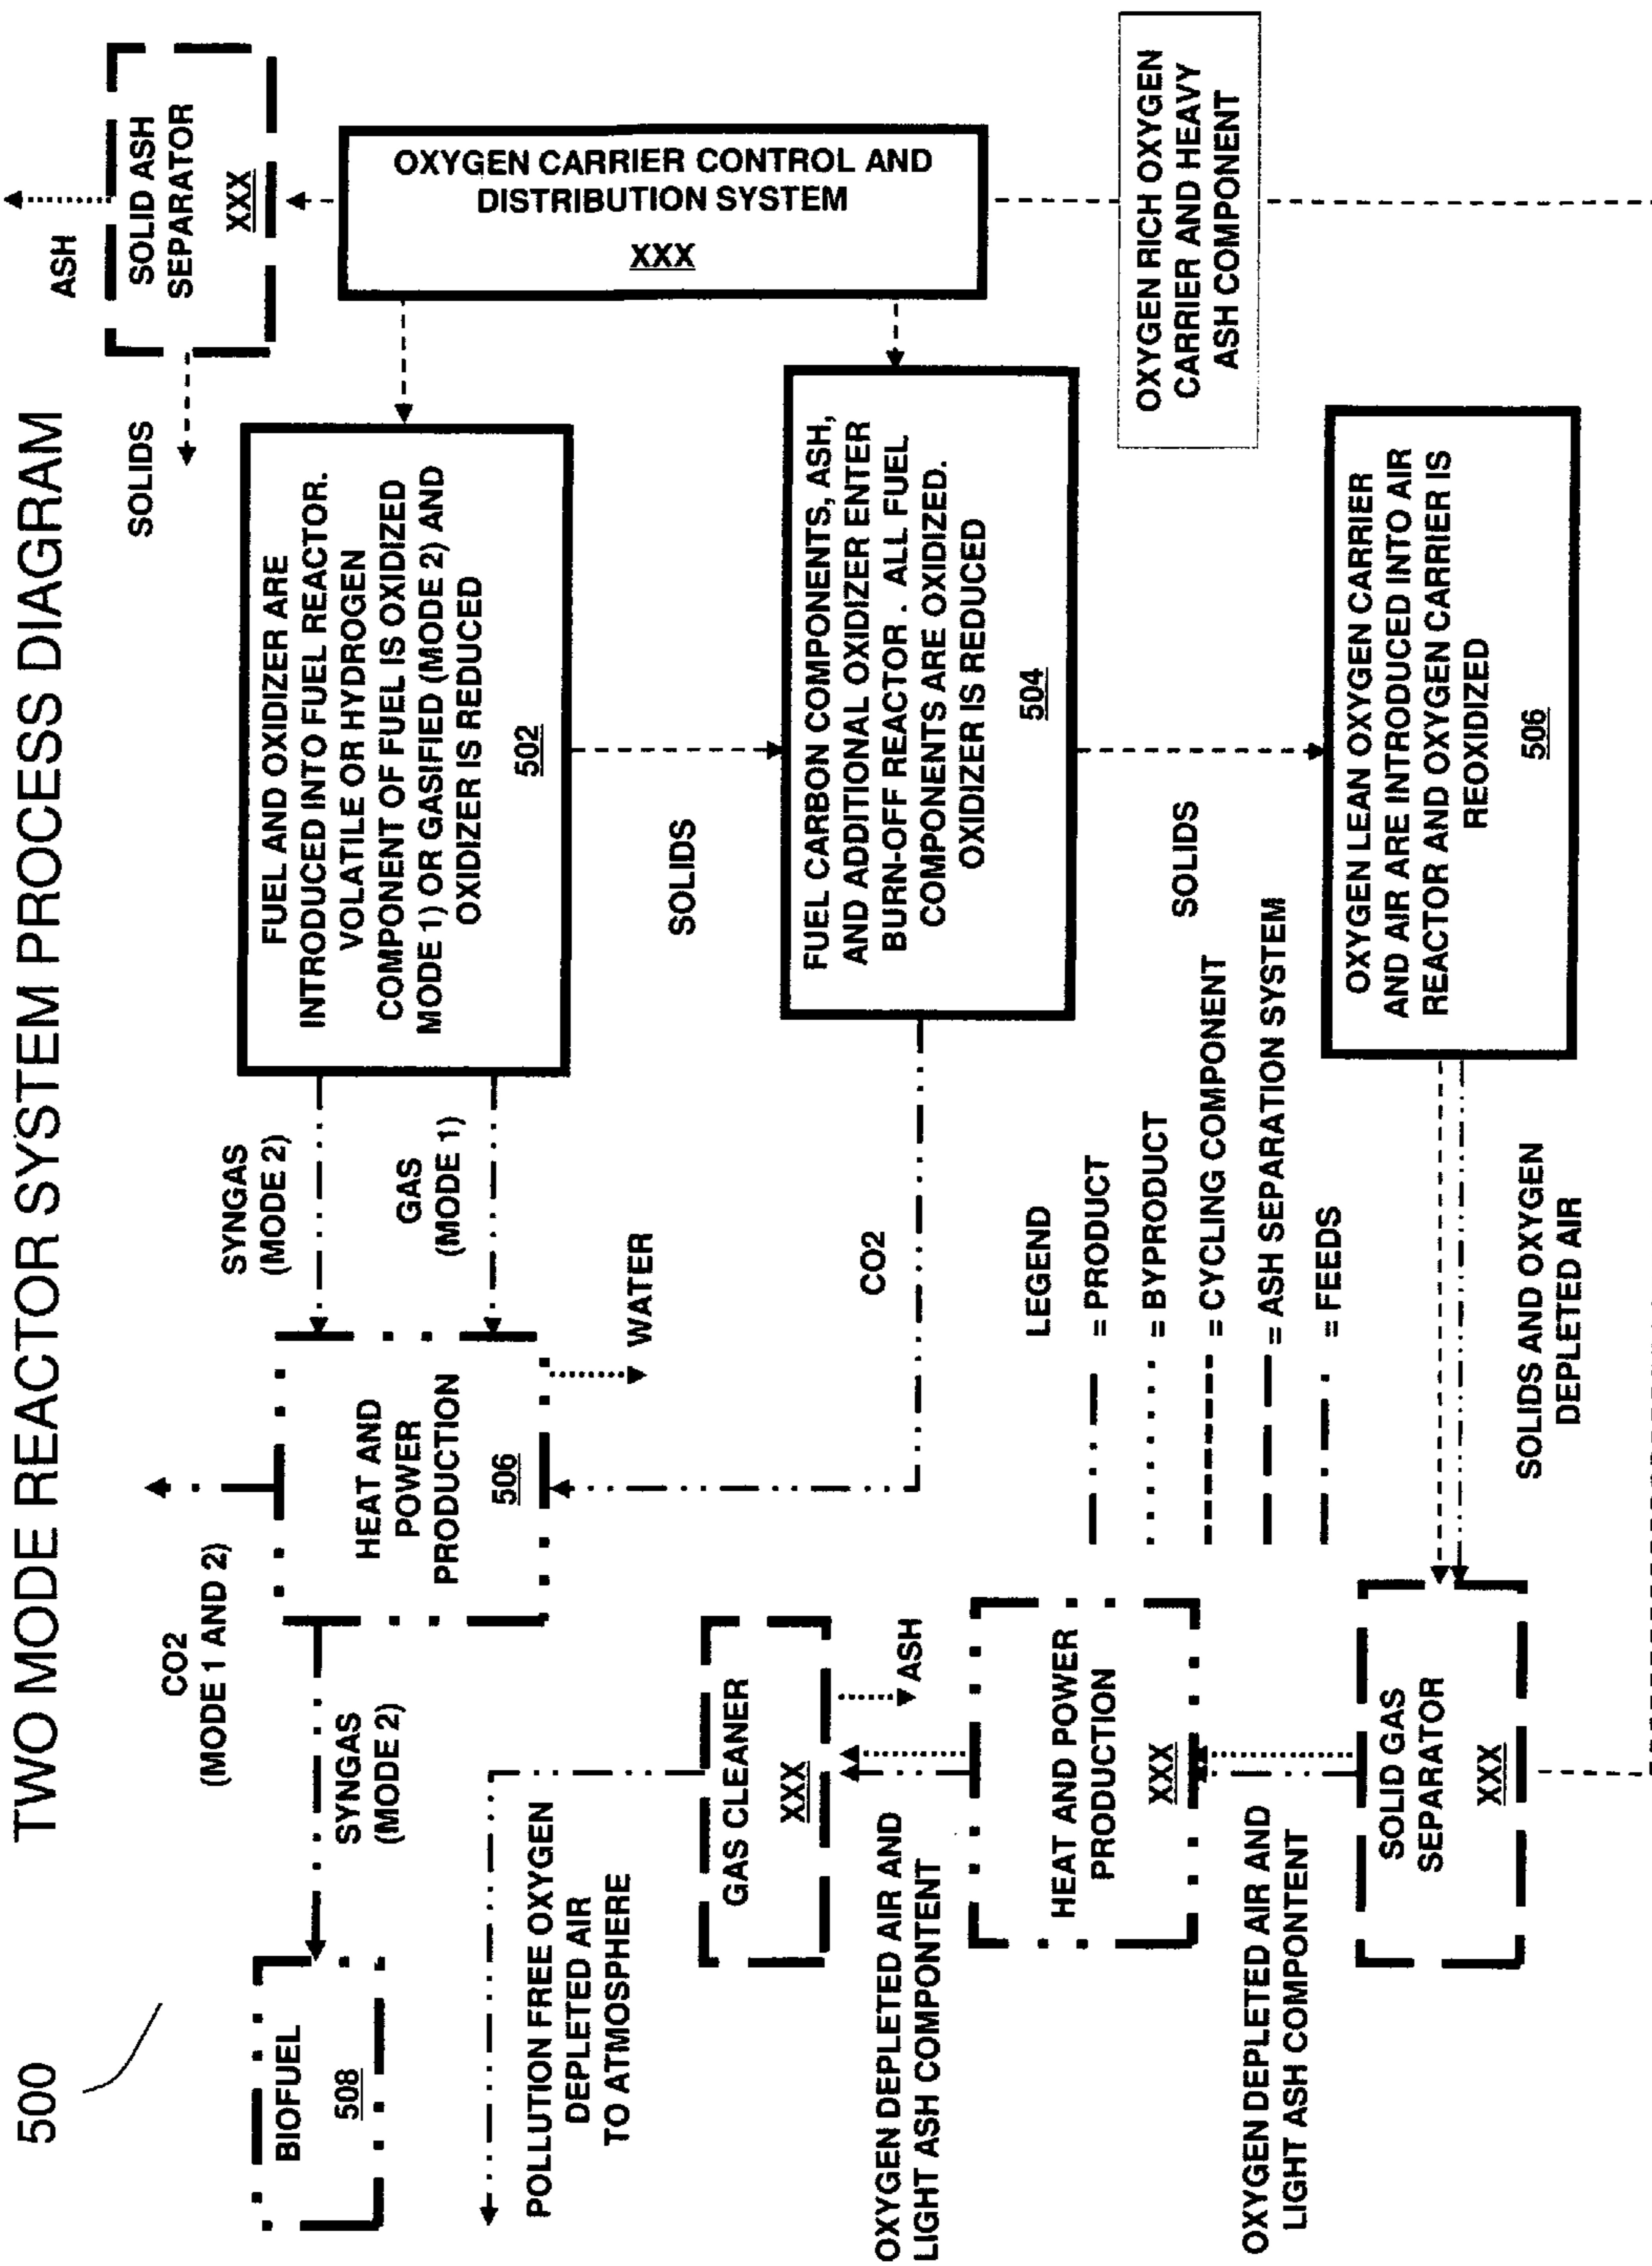 500
TWO MODE REACTOR SYSTEM PROCESS DIAGRAM
BIOFUEL
508
SYNGAS
(MODE 2)
CO2
(MODE 1 AND 2)
HEAT AND
POWER
PRODUCTION
506
WATER
SYNGAS
(MODE 2)
GAS
(MODE 1)
FUEL AND OXIDIZER ARE
INTRODUCED INTO FUEL REACTOR.
VOLATILE OR HYDROGEN
COMPONENT OF FUEL IS OXIDIZED
MODE 1) OR GASIFIED (MODE 2) AND
OXIDIZER IS REDUCED
502
SOLIDS
ASH
SOLID ASH
SEPARATOR
XXX
OXYGEN CARRIER CONTROL AND
DISTRIBUTION SYSTEM
XXX
POLLUTION FREE OXYGEN
DEPLETED AIR
TO ATMOSPHERE
GAS CLEANER
XXX
ASH
CO2
SOLIDS
FUEL CARBON COMPONENTS, ASH,
AND ADDITIONAL OXIDIZER ENTER
BURN-OFF REACTOR . ALL FUEL
COMPONENTS ARE OXIDIZED.
OXIDIZER IS REDUCED
504
OXYGEN DEPLETED AIR AND
LIGHT ASH COMPONTENT
HEAT AND POWER
PRODUCTION
XXX
LEGEND
= PRODUCT
= BYPRODUCT
= CYCLING COMPONENT
= ASH SEPARATION SYSTEM
= FEEDS
SOLIDS
OXYGEN RICH OXYGEN
CARRIER AND HEAVY
ASH COMPONENT
OXYGEN DEPLETED AIR AND
LIGHT ASH COMPONTENT
SOLID GAS
SEPARATOR
XXX
SOLIDS AND OXYGEN
DEPLETED AIR
OXYGEN LEAN OXYGEN CARRIER
AND AIR ARE INTRODUCED INTO AIR
REACTOR AND OXYGEN CARRIER IS
REOXIDIZED
506